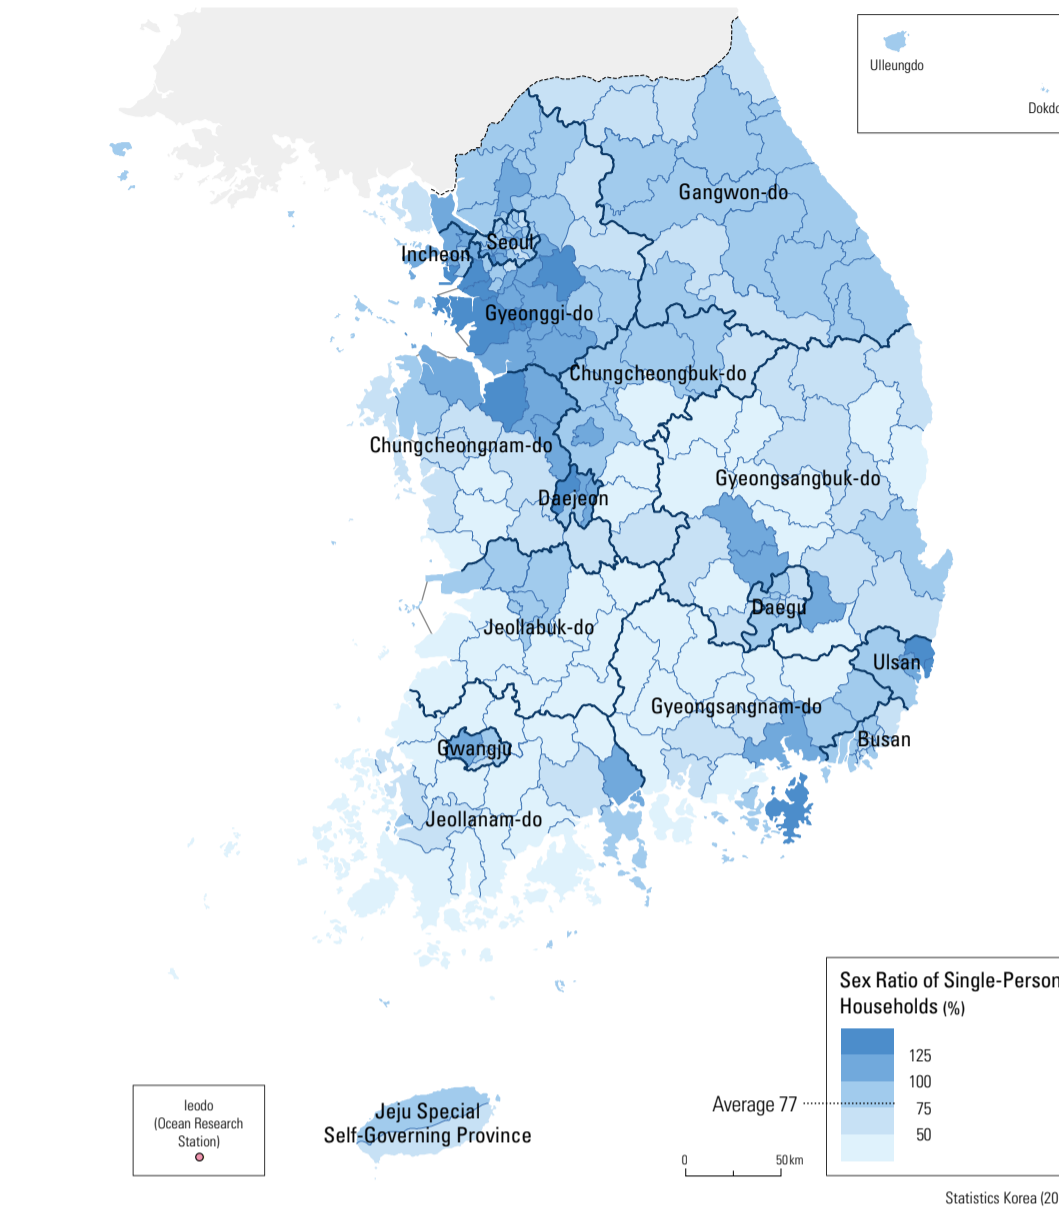 Ulleungdo
Dokdo
Gangwon-do
Seoul
Incheon
Gyeonggi-do
Chungcheongbuk-do
Chungcheongnam-do
Gyeongsangbuk-do
Daejeon
Daegu
Jeollabuk-do
Ulsan
Gyeongsangnam-do
Busan
Gwangju
Jeollanam-do
Sex Ratio of Single-Person
Households (%)
125
100
75
50
Average 77
Ieodo
(Ocean Research
Station)
Jeju Special
Self-Governing Province
0
50km
Statistics Korea (20